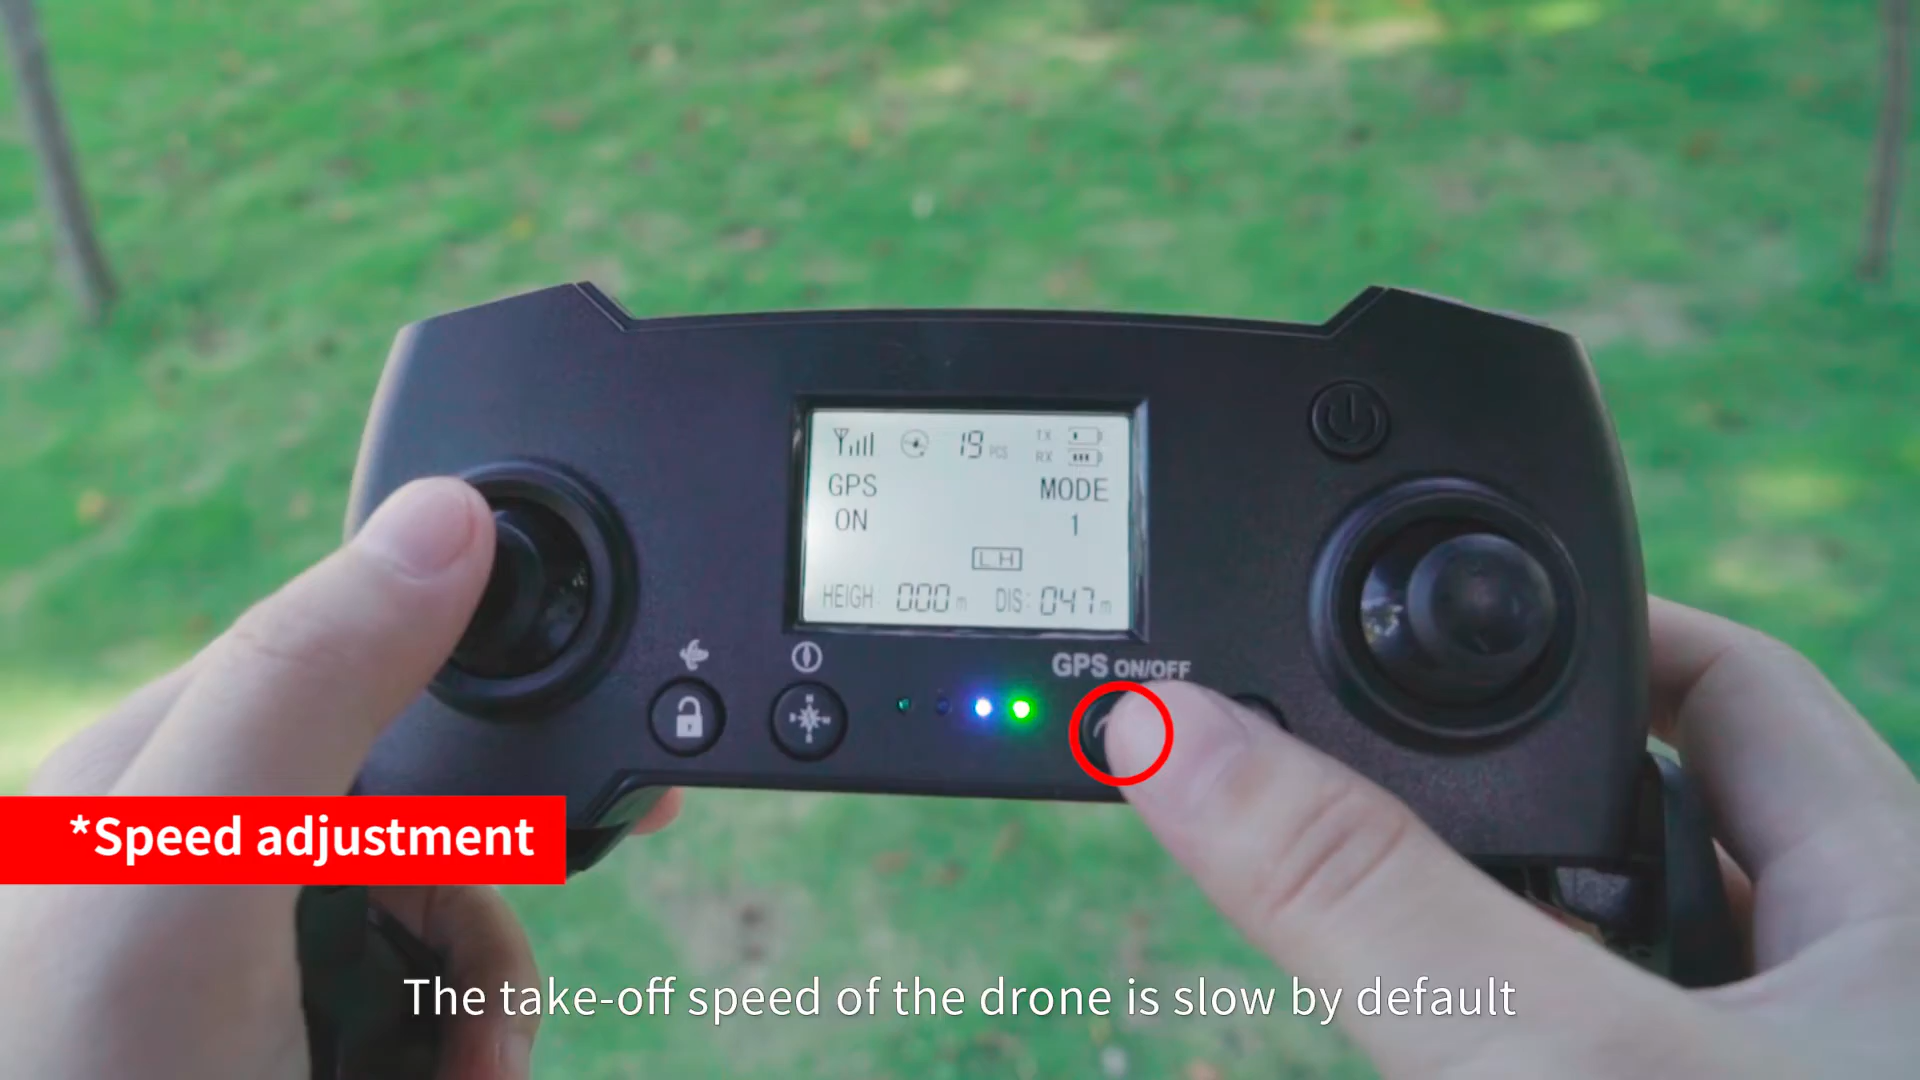 19 PCS
TX
RX
GPS
ON
MODE
1
L.H
HEIGH: 000 m DIS: 047 m
GPS ON/OFF
*Speed adjustment
The take-off speed of the drone is slow by default